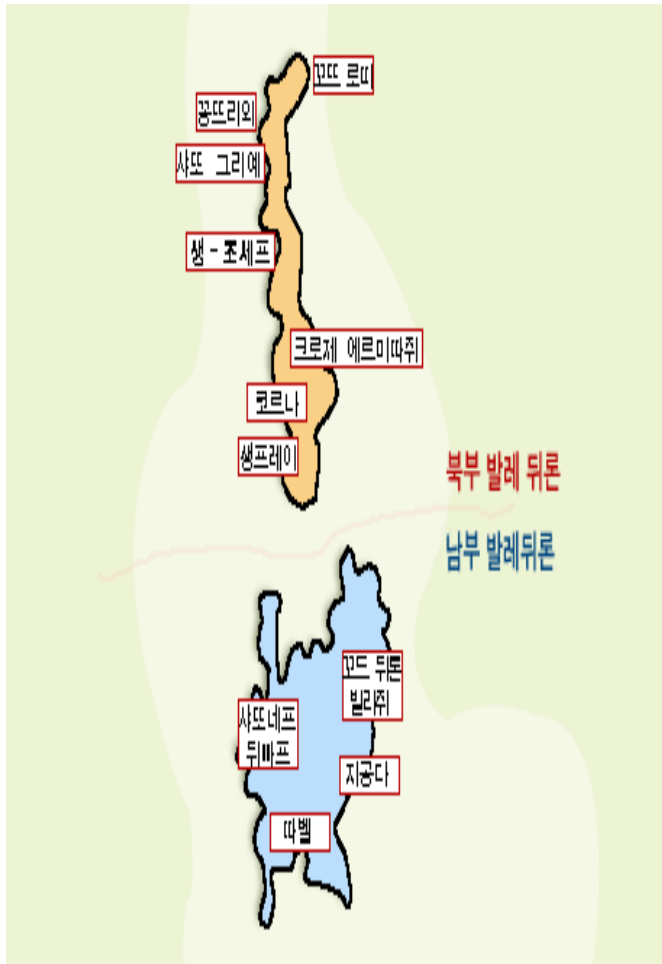 꼬뜨 로띠
꽁뜨리외
샤또 그리예
생 - 조세프
크로제 에르미따쥐
코르나
생프레이
북부 발레 뒤론
남부 발레뒤론
꼬드 뒤론
빌리쥐
샤또네프
뒤빠프
지공다
따벨